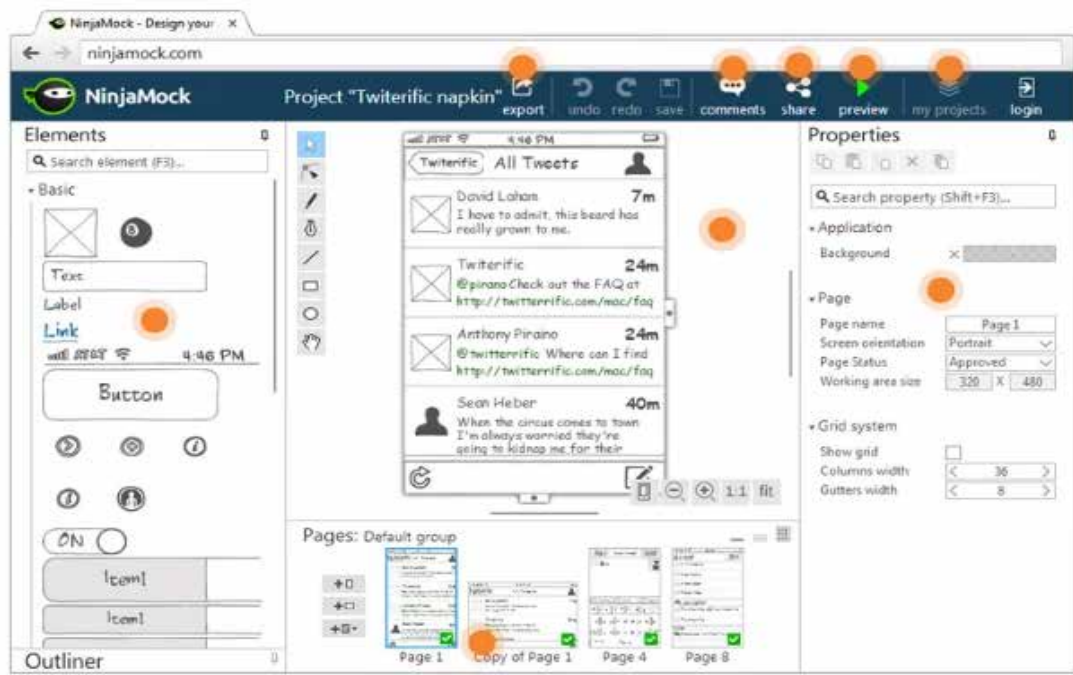 NinjaMock - Design your ×
ninjamock.com
NinjaMock
Project "Twiterific napkin"
export
undo
redo
save
comments
share
preview
my projects
login
Elements
Search element (F3)...
Basic
8
Text
Label
Link
AT&T 4:46 PM
Button
ON
Item1
Item1
Outliner
AT&T 4:46 PM
Twiterific All Tweets
David Laham 7m
I have to admit, this beard has
really grown to me.
Twiterific 24m
@pirano Check out the FAQ at
http://twitterrific.com/mac/faq
Anthony Piraino 24m
@twitterrific Where can I find
http://twitterrific.com/mac/faq
Sean Heber 40m
When the circus comes to town
I'm always worried they're
going to kidnap me for their
1:1 fit
Pages: Default group
Page 1
Copy of Page 1
Page 4
Page 8
Properties
Search property (Shift+F3)...
Application
Background
Page
Page name Page 1
Screen orientation Portrait
Page Status Approved
Working area size 320 X 480
Grid system
Show grid
Columns width < 36 >
Gutters width < 8 >